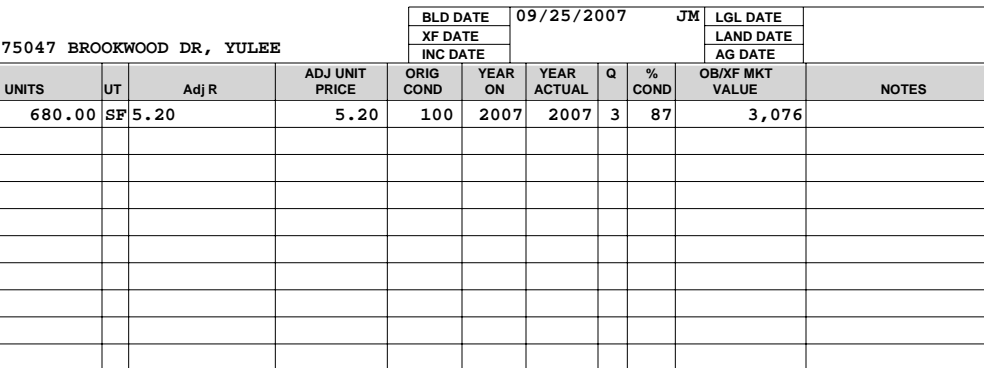 BLD DATE 09/25/2007 JM LGL DATE
XF DATE LAND DATE
75047 BROOKWOOD DR, YULEE INC DATE AG DATE
UNITS UT Adj R ADJ UNIT PRICE ORIG COND YEAR ON YEAR ACTUAL Q % COND OB/XF MKT VALUE NOTES
680.00 SF 5.20 5.20 100 2007 2007 3 87 3,076